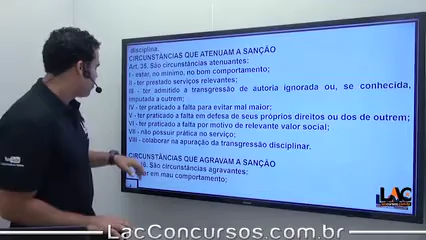 disciplina.
CIRCUNSTÂNCIAS QUE ATENUAM A SANÇÃO
Art. 35. São circunstâncias atenuantes:
I - estar, no mínimo, no bom comportamento;
II - ter prestado serviços relevantes;
III - ter admitido a transgressão de autoria ignorada ou, se conhecida,
imputada a outrem;
IV - ter praticado a falta para evitar mal maior;
V - ter praticado a falta em defesa de seus próprios direitos ou dos de outrem;
VI - ter praticado a falta por motivo de relevante valor social;
VII - não possuir prática no serviço;
VIII - colaborar na apuração da transgressão disciplinar.
CIRCUNSTÂNCIAS QUE AGRAVAM A SANÇÃO
São circunstâncias agravantes:
em mau comportamento;
LAC
LacConcursos.com.br